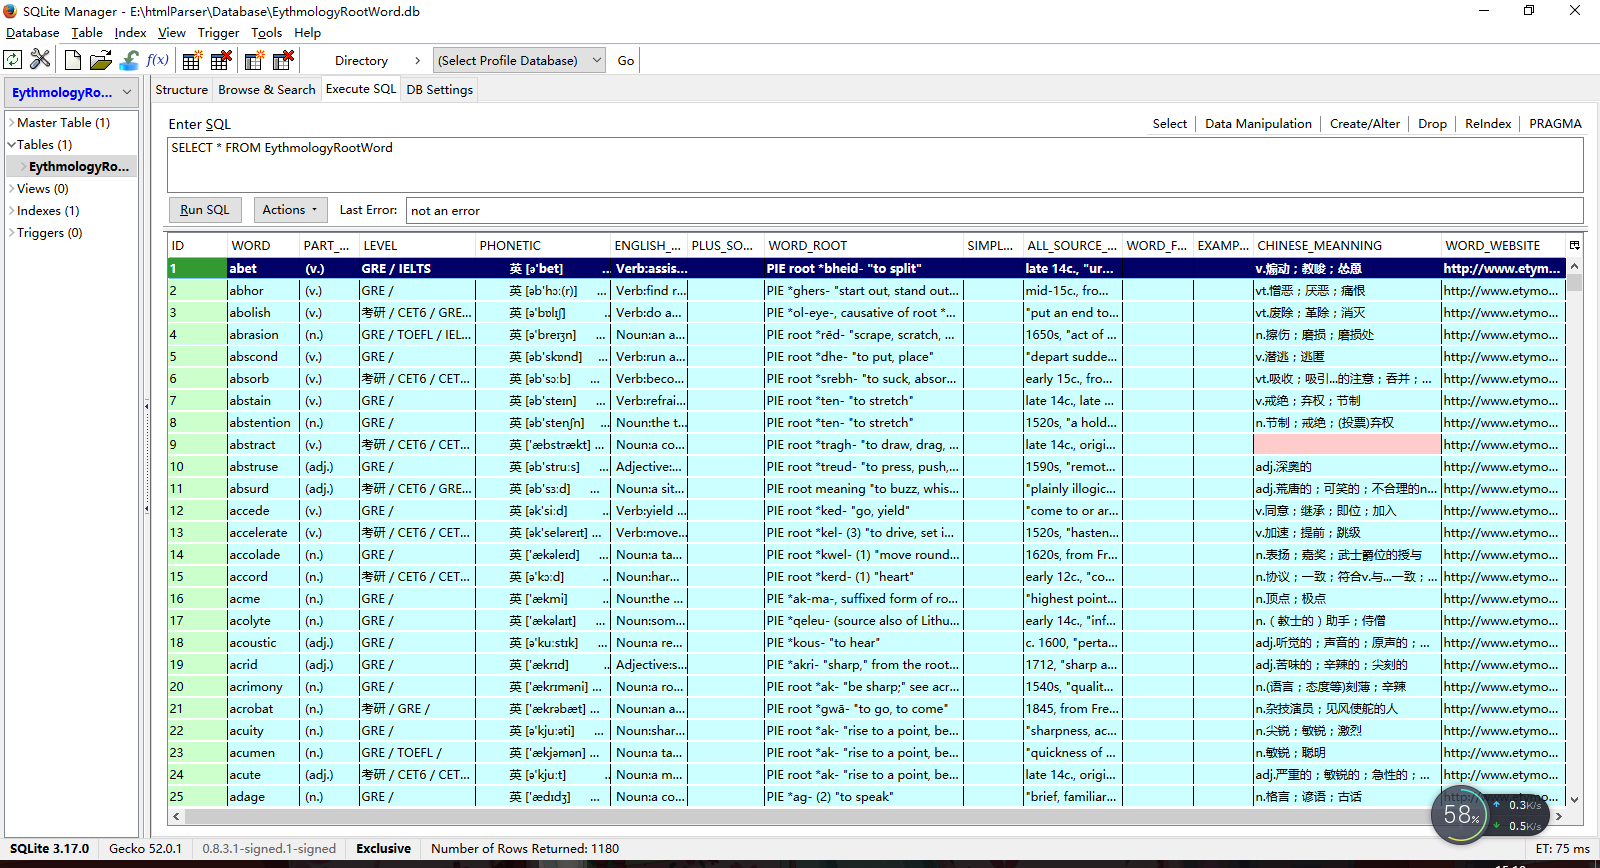 SQLite Manager - E:\htmlParser\Database\EythmologyRootWord.db
Database Table Index View Trigger Tools Help
f(x) Directory (Select Profile Database) Go
EythmologyRo... Structure Browse & Search Execute SQL DB Settings
Master Table (1)
Tables (1)
EythmologyRo...
Views (0)
Indexes (1)
Triggers (0)
Enter SQL Select Data Manipulation Create/Alter Drop ReIndex PRAGMA
SELECT * FROM EythmologyRootWord
Run SQL Actions Last Error: not an error
ID WORD PART_... LEVEL PHONETIC ENGLISH_... PLUS_SO... WORD_ROOT SIMPL... ALL_SOURCE_... WORD_F... EXAMP... CHINESE_MEANNING WORD_WEBSITE
1 abet (v.) GRE / IELTS 英 [ə'bet] ... Verb:assis... PIE root *bheid- "to split" late 14c., "ur... v.煽动；教唆；怂恿 http://www.etym...
2 abhor (v.) GRE / 英 [əb'hɔː(r)] ... Verb:find r... PIE *ghers- "start out, stand out... mid-15c., fro... vt.憎恶；厌恶；痛恨 http://www.etymo...
3 abolish (v.) 考研 / CET6 / GRE... 英 [ə'bɒlɪʃ] ... Verb:do a... PIE *ol-eye-, causative of root *... "put an end to... vt.废除；革除；消灭 http://www.etymo...
4 abrasion (n.) GRE / TOEFL / IEL... 英 [ə'breɪʒn] ... Noun:an a... PIE root *rēd- "scrape, scratch, ... 1650s, "act of ... n.擦伤；磨损；磨损处 http://www.etymo...
5 abscond (v.) GRE / 英 [əb'skɒnd] ... Verb:run a... PIE root *dhe- "to put, place" "depart sudde... v.潜逃；逃匿 http://www.etymo...
6 absorb (v.) 考研 / CET6 / CET... 英 [əb'sɔːb] ... Verb:beco... PIE root *srebh- "to suck, absor... early 15c., fro... vt.吸收；吸引...的注意；吞并；... http://www.etymo...
7 abstain (v.) GRE / 英 [əb'steɪn] ... Verb:refrai... PIE root *ten- "to stretch" late 14c., late ... v.戒绝；弃权；节制 http://www.etymo...
8 abstention (n.) GRE / 英 [əb'stenʃn] ... Noun:the t... PIE root *ten- "to stretch" 1520s, "a hold... n.节制；戒绝；(投票)弃权 http://www.etymo...
9 abstract (v.) 考研 / CET6 / CET... 英 ['æbstrækt] ... Noun:a co... PIE root *tragh- "to draw, drag, ... late 14c., origi... http://www.etymo...
10 abstruse (adj.) GRE / 英 [əb'struːs] ... Adjective:... PIE root *treud- "to press, push,... 1590s, "remot... adj.深奥的 http://www.etymo...
11 absurd (adj.) 考研 / CET6 / GRE... 英 [əb'sɜːd] ... Noun:a sit... PIE root meaning "to buzz, whis... "plainly illogic... adj.荒唐的；可笑的；不合理的n... http://www.etymo...
12 accede (v.) GRE / 英 [ək'siːd] ... Verb:yield ... PIE root *ked- "go, yield" "come to or ar... v.同意；继承；即位；加入 http://www.etymo...
13 accelerate (v.) 考研 / CET6 / CET... 英 [ək'seləreɪt] ... Verb:move... PIE root *kel- (3) "to drive, set i... 1520s, "hasten... v.加速；提前；跳级 http://www.etymo...
14 accolade (n.) GRE / 英 ['ækəleɪd] ... Noun:a ta... PIE root *kwel- (1) "move round... 1620s, from Fr... n.表扬；嘉奖；武士爵位的授与 http://www.etymo...
15 accord (n.) 考研 / CET6 / CET... 英 [ə'kɔːd] ... Noun:har... PIE root *kerd- (1) "heart" early 12c., "co... n.协议；一致；符合v.与...一致；... http://www.etymo...
16 acme (n.) GRE / 英 ['ækmi] ... Noun:the ... PIE *ak-ma-, suffixed form of ro... "highest point... n.顶点；极点 http://www.etymo...
17 acolyte (n.) GRE / 英 ['ækəlaɪt] ... Noun:som... PIE *qeleu- (source also of Lithu... early 14c., "inf... n.（教士的）助手；侍僧 http://www.etymo...
18 acoustic (adj.) GRE / 英 [ə'kuːstɪk] ... Noun:a re... PIE *kous- "to hear" c. 1600, "perta... adj.听觉的；声音的；原声的；... http://www.etymo...
19 acrid (adj.) GRE / 英 ['ækrɪd] ... Adjective:s... PIE *akri- "sharp," from the root... 1712, "sharp a... adj.苦味的；辛辣的；尖刻的 http://www.etymo...
20 acrimony (n.) GRE / 英 ['ækrɪməni] ... Noun:a ro... PIE root *ak- "be sharp;" see acr... 1540s, "qualit... n.(语言；态度等)刻薄；辛辣 http://www.etymo...
21 acrobat (n.) 考研 / GRE / 英 ['ækrəbæt] ... Noun:an a... PIE root *gwā- "to go, to come" 1845, from Fre... n.杂技演员；见风使舵的人 http://www.etymo...
22 acuity (n.) GRE / 英 [ə'kjuːəti] ... Noun:shar... PIE root *ak- "rise to a point, be... "sharpness, ac... n.尖锐；敏锐；激烈 http://www.etymo...
23 acumen (n.) GRE / TOEFL / 英 ['ækjəmən] ... Noun:a ta... PIE root *ak- "rise to a point, be... "quickness of ... n.敏锐；聪明 http://www.etymo...
24 acute (adj.) 考研 / CET6 / CET... 英 [ə'kjuːt] ... Noun:a m... PIE root *ak- "rise to a point, be... late 14c., origi... adj.严重的；敏锐的；急性的；... http://www.etymo...
25 adage (n.) GRE / 英 ['ædɪdʒ] ... Noun:a co... PIE *ag- (2) "to speak" "brief, familiar... n.格言；谚语；古话 http://www.etymo...
58% 0.3K/s
0.5K/s
SQLite 3.17.0 Gecko 52.0.1 0.8.3.1-signed.1-signed Exclusive Number of Rows Returned: 1180 ET: 75 ms